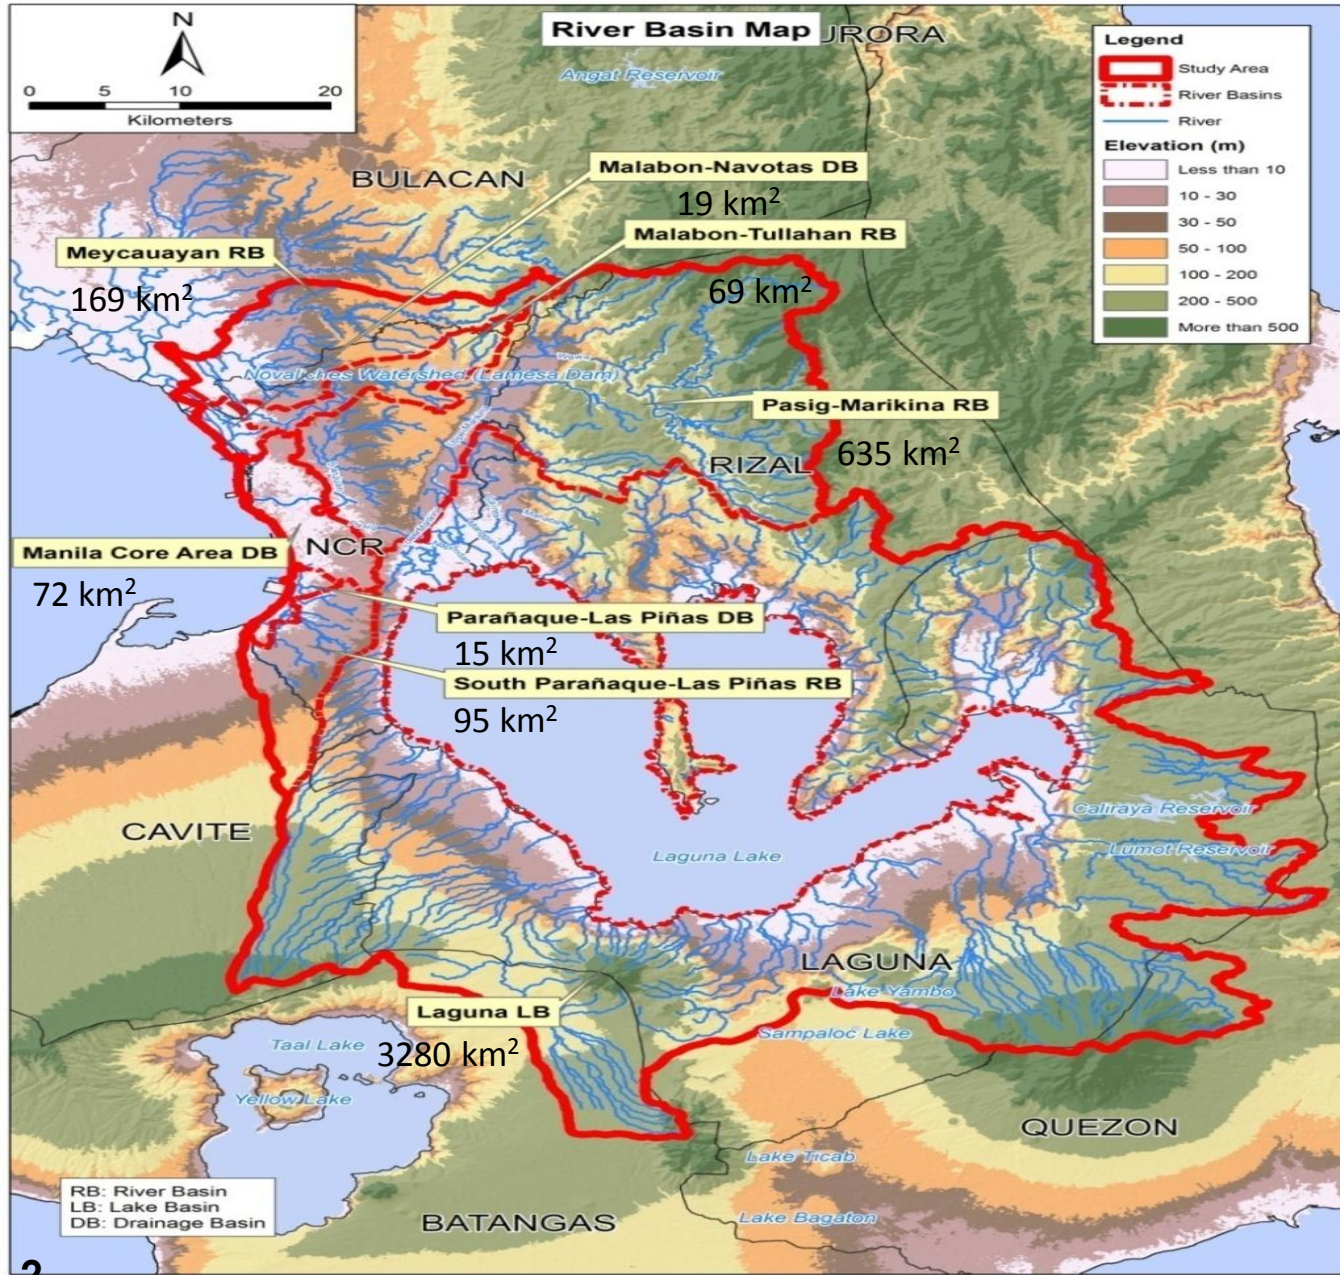 River Basin Map
URORA
N
0 5 10 20
Kilometers
Legend
Study Area
River Basins
River
Elevation (m)
Less than 10
10 - 30
30 - 50
50 - 100
100 - 200
200 - 500
More than 500
Angat Reservoir
BULACAN
Malabon-Navotas DB
19 km²
Malabon-Tullahan RB
69 km²
Meycauayan RB
169 km²
Novaliches Watershed (Lamesa Dam)
Pasig-Marikina RB
635 km²
RIZAL
NCR
Manila Core Area DB
72 km²
Parañaque-Las Piñas DB
15 km²
South Parañaque-Las Piñas RB
95 km²
CAVITE
Caliraya Reservoir
Lumot Reservoir
Laguna Lake
LAGUNA
Lake Yambo
Sampaloc Lake
Laguna LB
3280 km²
Taal Lake
Yellow Lake
QUEZON
Lake Ticab
Lake Bagaton
BATANGAS
RB: River Basin
LB: Lake Basin
DB: Drainage Basin
2